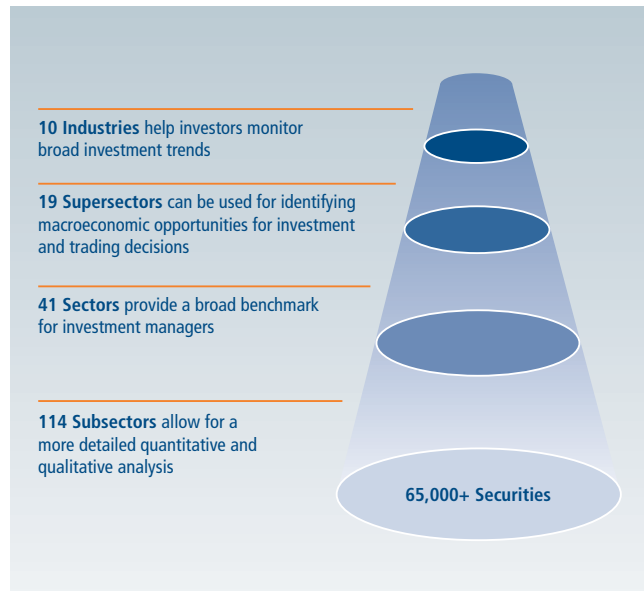 10 Industries help investors monitor
broad investment trends
19 Supersectors can be used for identifying
macroeconomic opportunities for investment
and trading decisions
41 Sectors provide a broad benchmark
for investment managers
114 Subsectors allow for a
more detailed quantitative and
qualitative analysis
65,000+ Securities